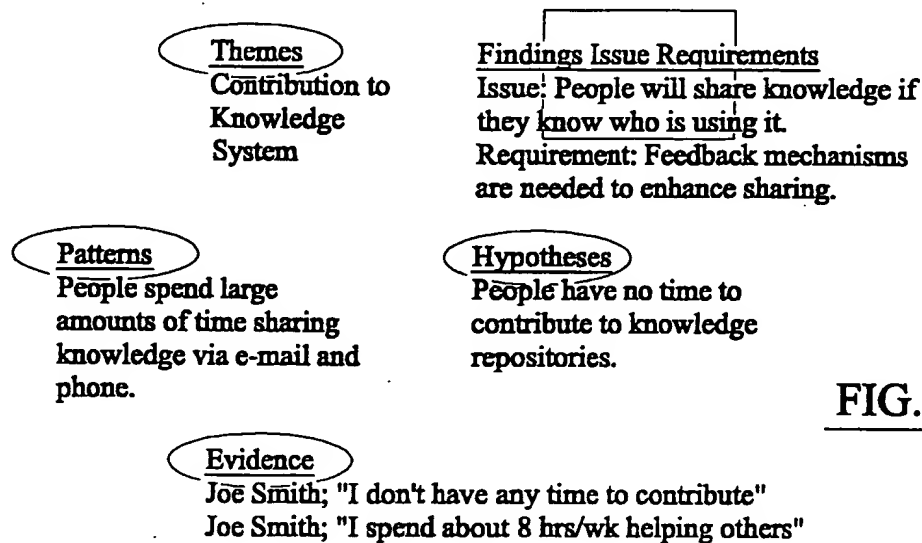 Themes
Contribution to
Knowledge
System
Findings Issue Requirements
Issue: People will share knowledge if
they know who is using it.
Requirement: Feedback mechanisms
are needed to enhance sharing.
Patterns
People spend large
amounts of time sharing
knowledge via e-mail and
phone.
Hypotheses
People have no time to
contribute to knowledge
repositories.
FIG.
Evidence
Joe Smith; "I don't have any time to contribute"
Joe Smith; "I spend about 8 hrs/wk helping others"